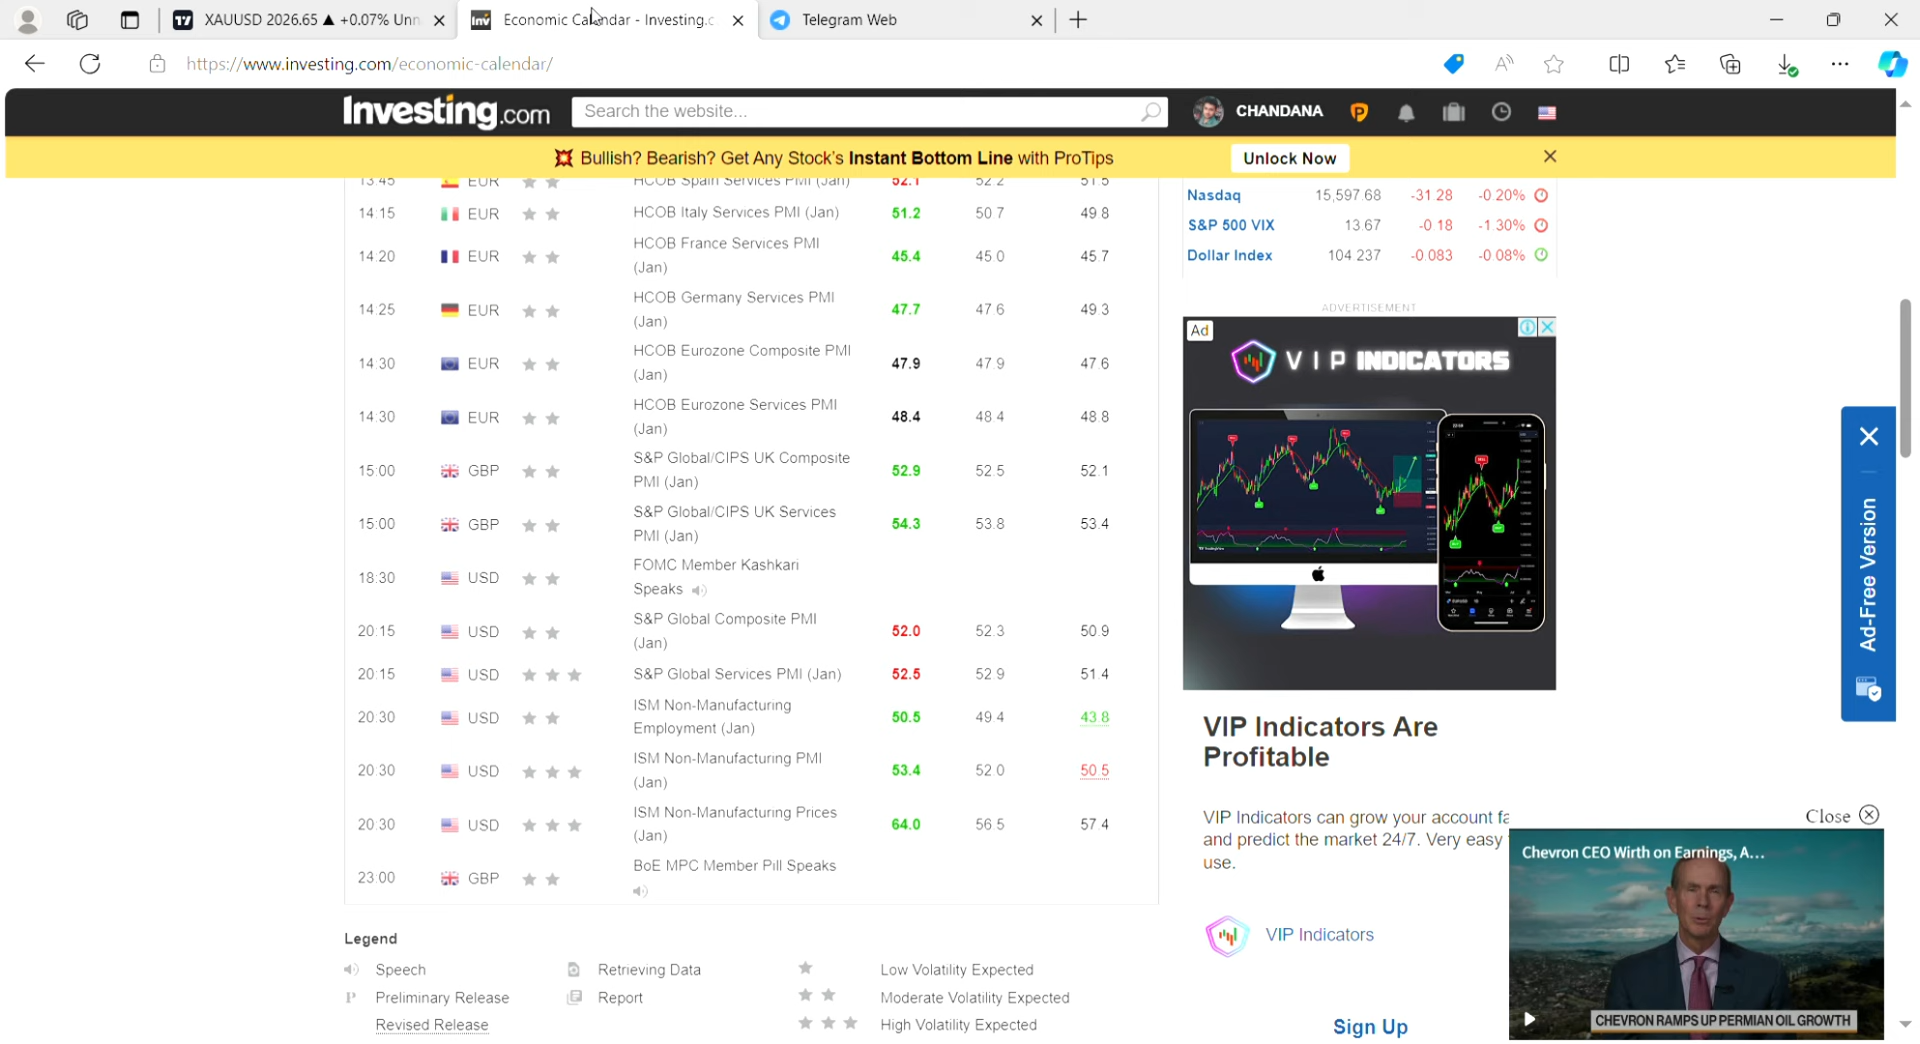 XAUUSD 2026.65 ▲ +0.07% Unn
Economic Calendar - Investing.c
Telegram Web
https://www.investing.com/economic-calendar/
Investing.com
Search the website...
CHANDANA
Bullish? Bearish? Get Any Stock's Instant Bottom Line with ProTips
Unlock Now
13:45 EUR HCOB Spain Services PMI (Jan) 52.1 52.2 51.5
14:15 EUR HCOB Italy Services PMI (Jan) 51.2 50.7 49.8
14:20 EUR HCOB France Services PMI
(Jan) 45.4 45.0 45.7
14:25 EUR HCOB Germany Services PMI
(Jan) 47.7 47.6 49.3
14:30 EUR HCOB Eurozone Composite PMI
(Jan) 47.9 47.9 47.6
14:30 EUR HCOB Eurozone Services PMI
(Jan) 48.4 48.4 48.8
15:00 GBP S&P Global/CIPS UK Composite
PMI (Jan) 52.9 52.5 52.1
15:00 GBP S&P Global/CIPS UK Services
PMI (Jan) 54.3 53.8 53.4
18:30 USD FOMC Member Kashkari
Speaks
20:15 USD S&P Global Composite PMI
(Jan) 52.0 52.3 50.9
20:15 USD S&P Global Services PMI (Jan) 52.5 52.9 51.4
20:30 USD ISM Non-Manufacturing
Employment (Jan) 50.5 49.4 43.8
20:30 USD ISM Non-Manufacturing PMI
(Jan) 53.4 52.0 50.5
20:30 USD ISM Non-Manufacturing Prices
(Jan) 64.0 56.5 57.4
23:00 GBP BoE MPC Member Pill Speaks
Legend
Speech Retrieving Data Low Volatility Expected
P Preliminary Release Report Moderate Volatility Expected
Revised Release High Volatility Expected
Nasdaq 15,597.68 -31.28 -0.20%
S&P 500 VIX 13.67 -0.18 -1.30%
Dollar Index 104.237 -0.083 -0.08%
ADVERTISEMENT
Ad
VIP INDICATORS
VIP Indicators Are
Profitable
VIP Indicators can grow your account fa
and predict the market 24/7. Very easy
use.
VIP Indicators
Sign Up
Ad-Free Version
Close
Chevron CEO Wirth on Earnings, A...
CHEVRON RAMPS UP PERMIAN OIL GROWTH